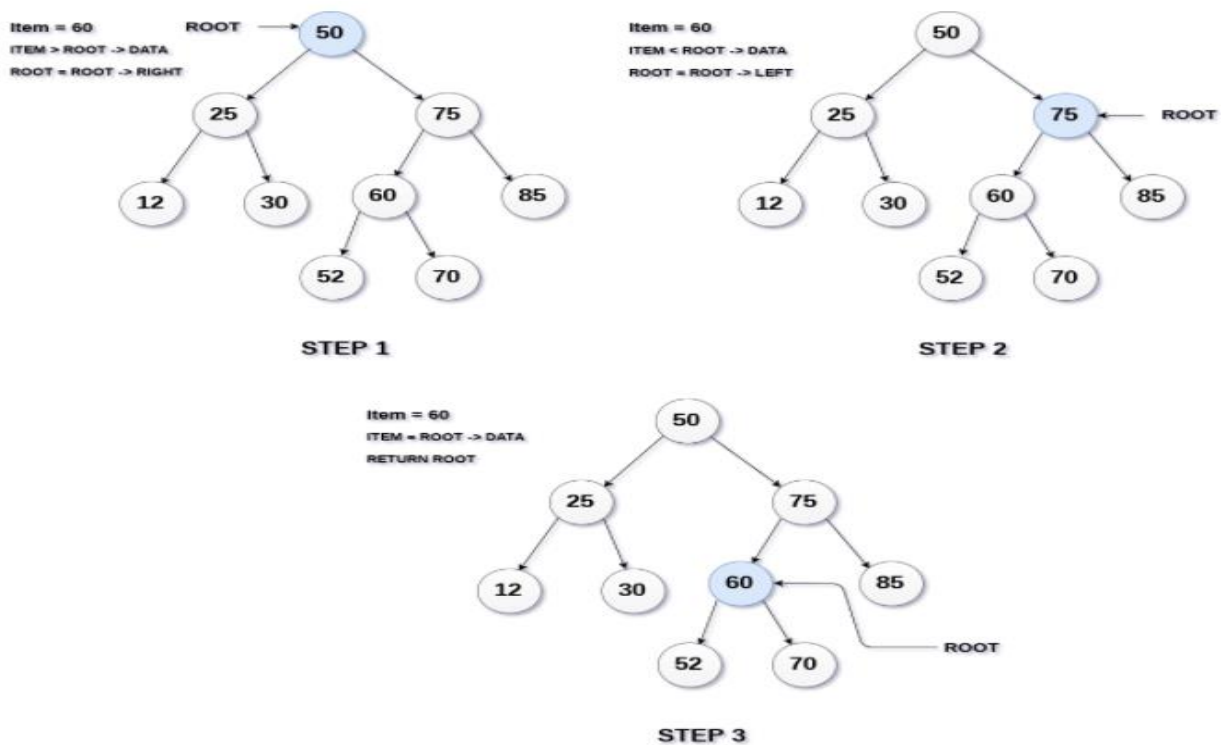 Item = 60
ITEM > ROOT -> DATA
ROOT = ROOT -> RIGHT
ROOT
50
25
75
12
30
60
85
52
70
STEP 1
Item = 60
ITEM < ROOT -> DATA
ROOT = ROOT -> LEFT
50
25
75
ROOT
12
30
60
85
52
70
STEP 2
Item = 60
ITEM = ROOT -> DATA
RETURN ROOT
50
25
75
12
30
60
85
ROOT
52
70
STEP 3